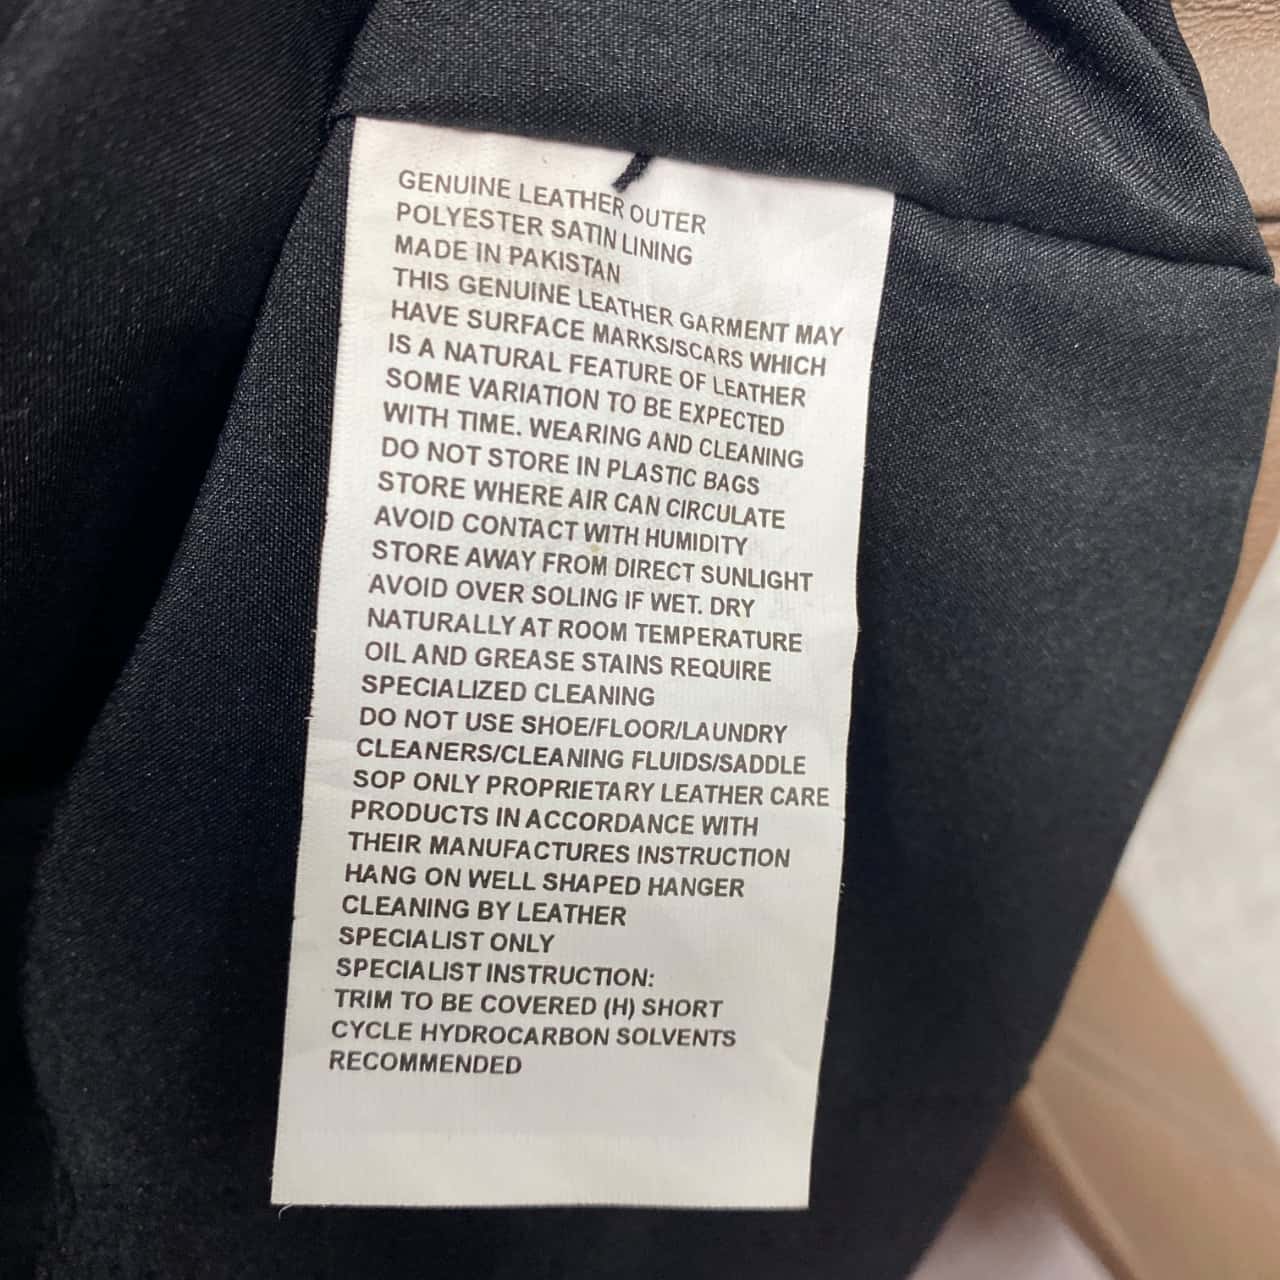 GENUINE LEATHER OUTER
POLYESTER SATIN LINING
MADE IN PAKISTAN
THIS GENUINE LEATHER GARMENT MAY
HAVE SURFACE MARKS/SCARS WHICH
IS A NATURAL FEATURE OF LEATHER
SOME VARIATION TO BE EXPECTED
WITH TIME. WEARING AND CLEANING
DO NOT STORE IN PLASTIC BAGS
STORE WHERE AIR CAN CIRCULATE
AVOID CONTACT WITH HUMIDITY
STORE AWAY FROM DIRECT SUNLIGHT
AVOID OVER SOLING IF WET. DRY
NATURALLY AT ROOM TEMPERATURE
OIL AND GREASE STAINS REQUIRE
SPECIALIZED CLEANING
DO NOT USE SHOE/FLOOR/LAUNDRY
CLEANERS/CLEANING FLUIDS/SADDLE
SOP ONLY PROPRIETARY LEATHER CARE
PRODUCTS IN ACCORDANCE WITH
THEIR MANUFACTURES INSTRUCTION
HANG ON WELL SHAPED HANGER
CLEANING BY LEATHER
SPECIALIST ONLY
SPECIALIST INSTRUCTION:
TRIM TO BE COVERED (H) SHORT
CYCLE HYDROCARBON SOLVENTS
RECOMMENDED